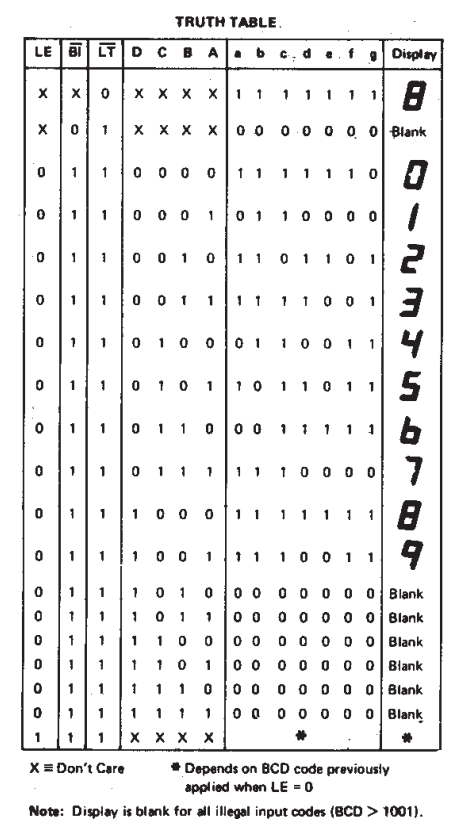 TRUTH TABLE
LE B̅I̅ L̅T̅ D C B A a b c d e f g Display
X X 0 X X X X 1 1 1 1 1 1 1 8
X 0 1 X X X X 0 0 0 0 0 0 0 Blank
0 1 1 0 0 0 0 1 1 1 1 1 1 0 0
0 1 1 0 0 0 1 0 1 1 0 0 0 0 1
0 1 1 0 0 1 0 1 1 0 1 1 0 1 2
0 1 1 0 0 1 1 1 1 1 1 0 0 1 3
0 1 1 0 1 0 0 0 1 1 0 0 1 1 4
0 1 1 0 1 0 1 1 0 1 1 0 1 1 5
0 1 1 0 1 1 0 0 0 1 1 1 1 1 6
0 1 1 0 1 1 1 1 1 1 0 0 0 0 7
0 1 1 1 0 0 0 1 1 1 1 1 1 1 8
0 1 1 1 0 0 1 1 1 1 0 0 1 1 9
0 1 1 1 0 1 0 0 0 0 0 0 0 0 Blank
0 1 1 1 0 1 1 0 0 0 0 0 0 0 Blank
0 1 1 1 1 0 0 0 0 0 0 0 0 0 Blank
0 1 1 1 1 0 1 0 0 0 0 0 0 0 Blank
0 1 1 1 1 1 0 0 0 0 0 0 0 0 Blank
0 1 1 1 1 1 1 0 0 0 0 0 0 0 Blank
1 1 1 X X X X * *
X ≡ Don't Care * Depends on BCD code previously
applied when LE = 0
Note: Display is blank for all illegal input codes (BCD > 1001).